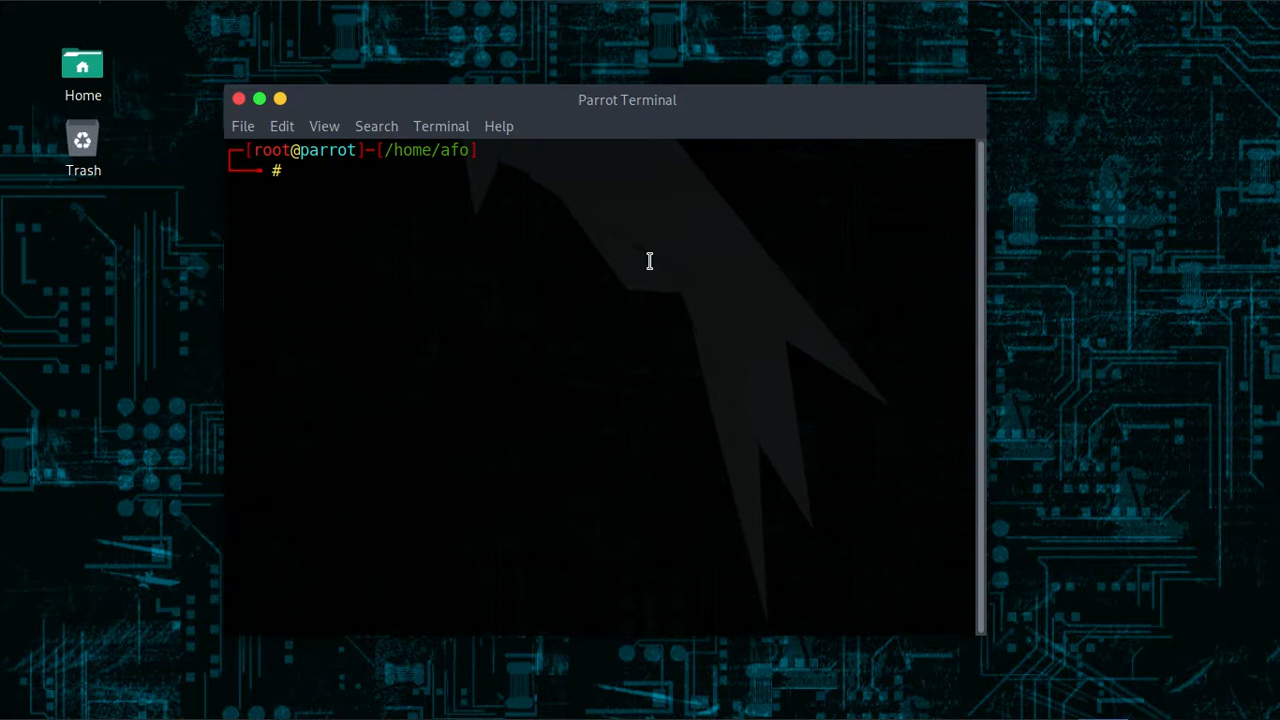 Home
Trash
Parrot Terminal
File Edit View Search Terminal Help
┌─[root@parrot]─[/home/afo]
└──╼ #